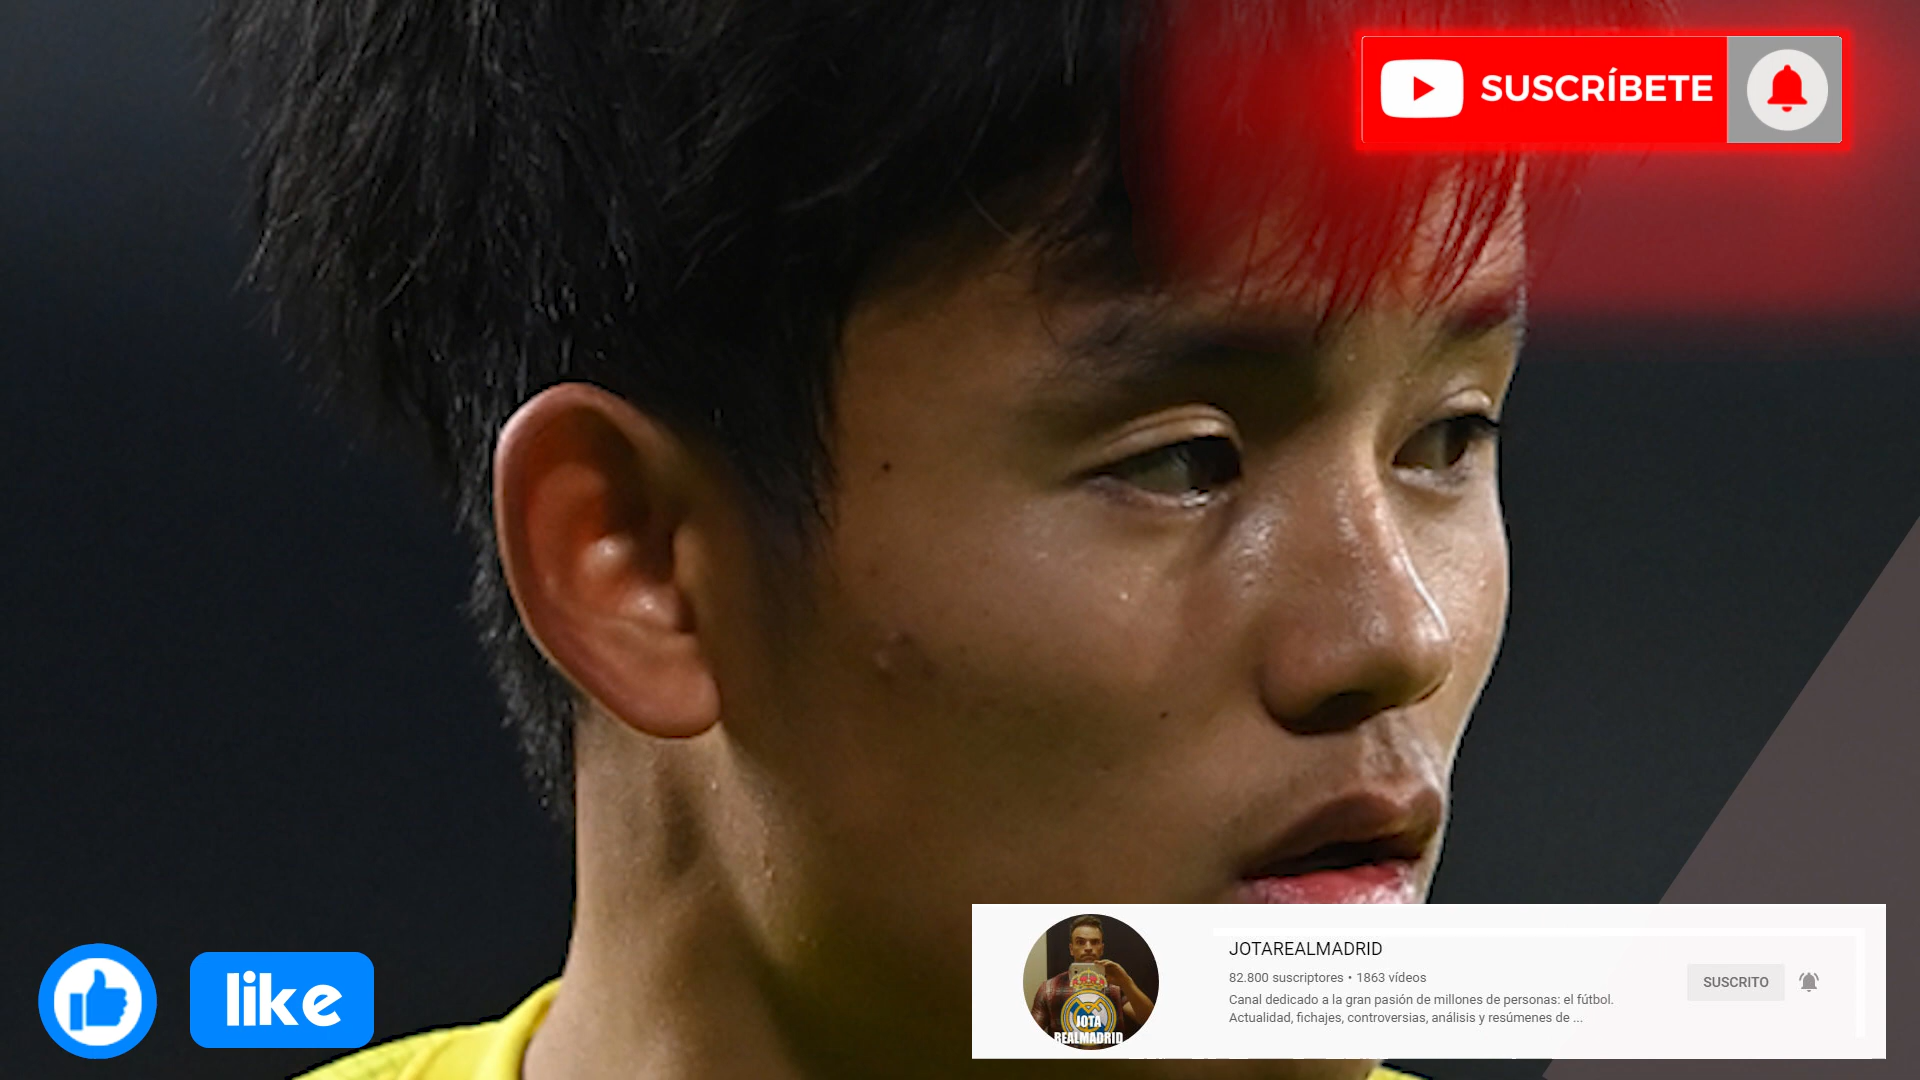 SUSCRÍBETE
like
JOTAREALMADRID
82.800 suscriptores • 1863 vídeos
Canal dedicado a la gran pasión de millones de personas: el fútbol.
Actualidad, fichajes, controversias, análisis y resúmenes de ...
SUSCRITO
JOTA
REALMADRID